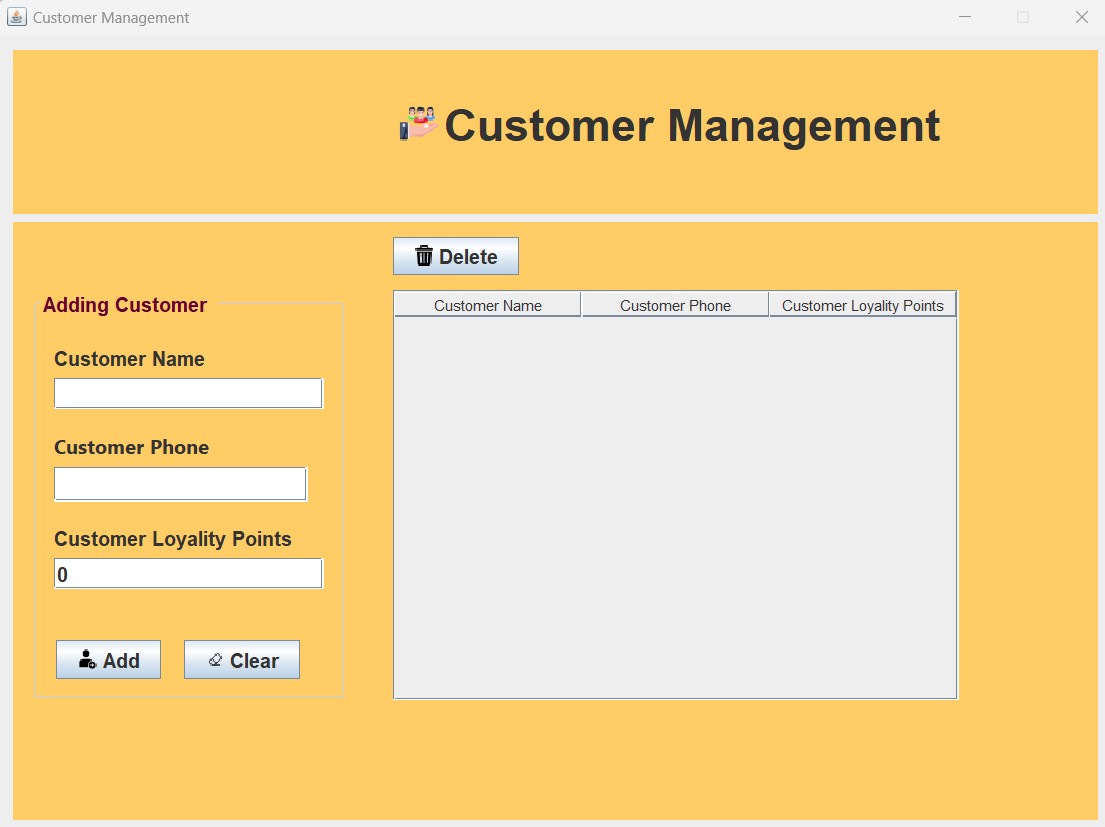 Customer Management
Customer Management
Delete
Adding Customer
Customer Name Customer Phone Customer Loyality Points
Customer Name
Customer Phone
Customer Loyality Points
0
Add Clear